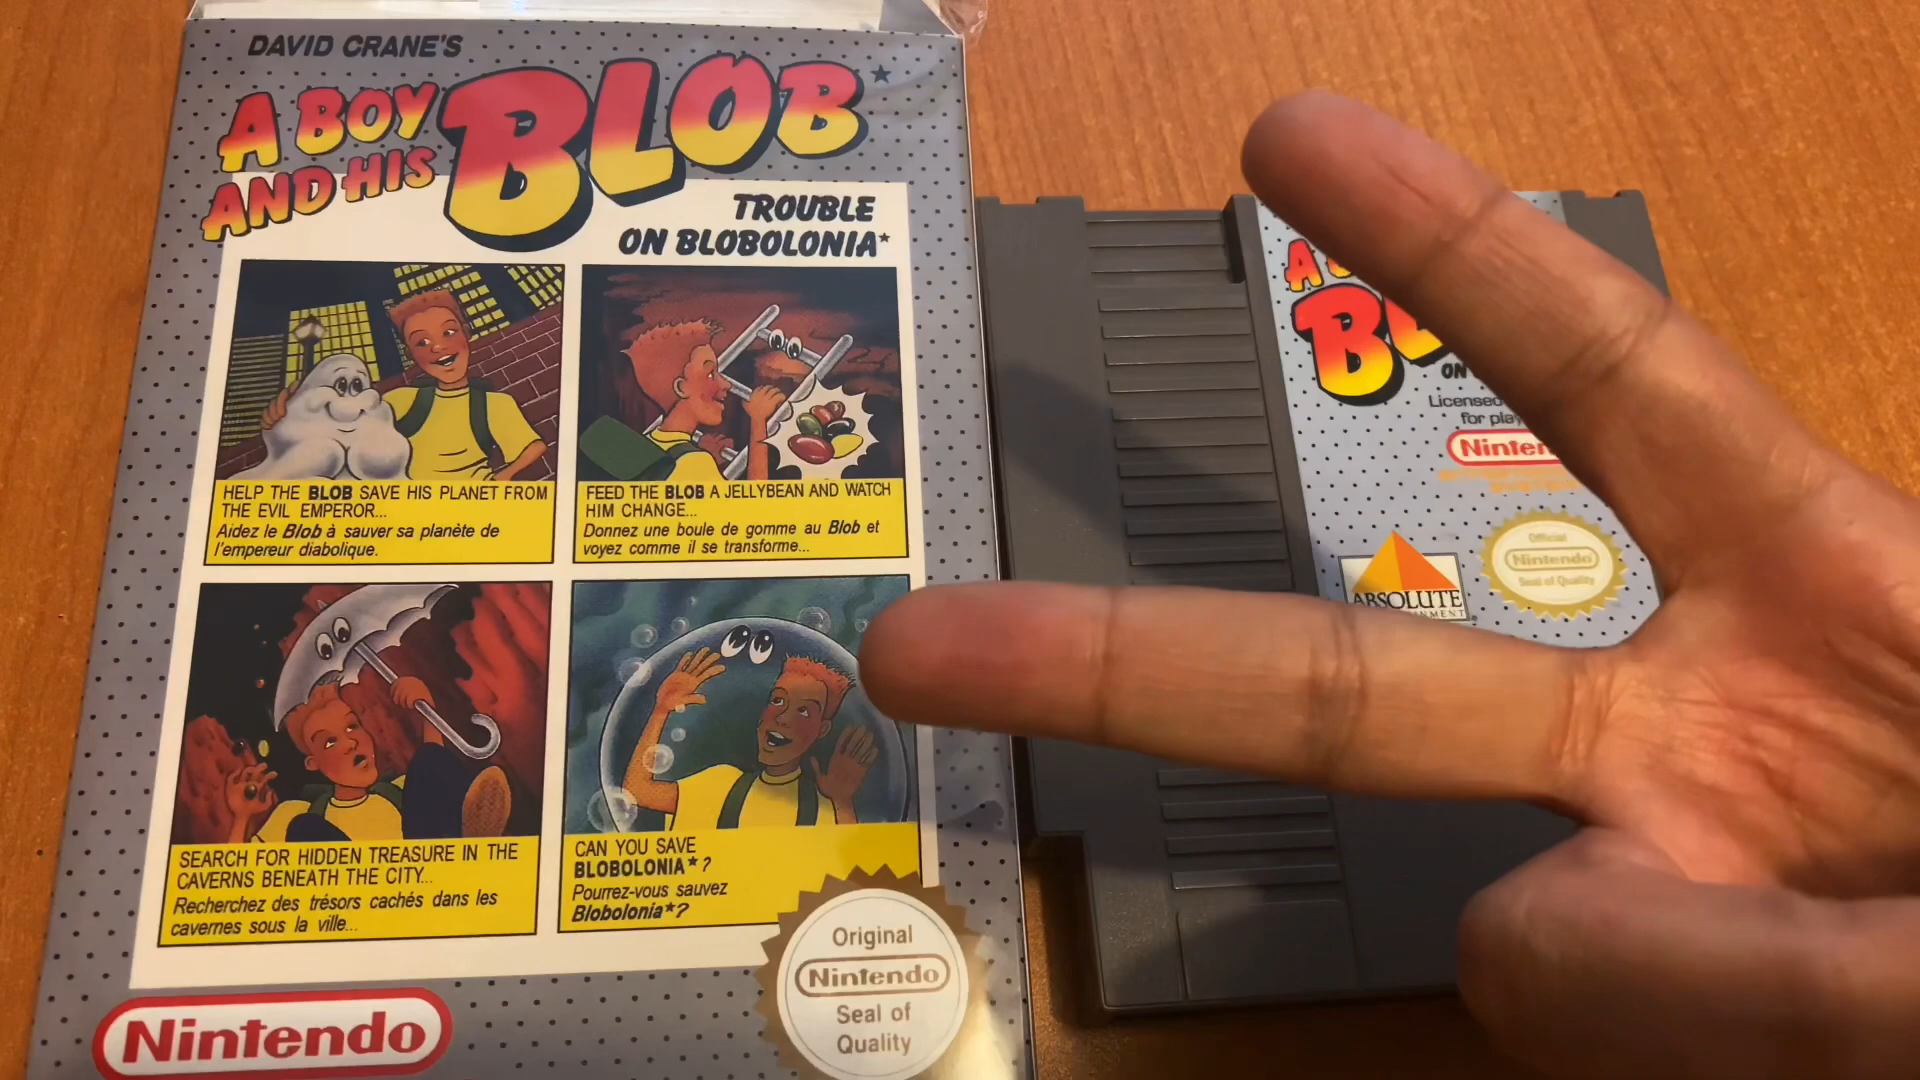 DAVID CRANE'S
A BOY
AND HIS
BLOB*
TROUBLE
ON BLOBOLONIA*
HELP THE BLOB SAVE HIS PLANET FROM
THE EVIL EMPEROR...
Aidez le Blob à sauver sa planète de
l'empereur diabolique.
FEED THE BLOB A JELLYBEAN AND WATCH
HIM CHANGE...
Donnez une boule de gomme au Blob et
voyez comme il se transforme...
SEARCH FOR HIDDEN TREASURE IN THE
CAVERNS BENEATH THE CITY...
Recherchez des trésors cachés dans les
cavernes sous la ville...
CAN YOU SAVE
BLOBOLONIA*?
Pourrez-vous sauvez
Blobolonia*?
Original
Nintendo
Seal of
Quality
Nintendo
A
BL
ON
Licensed
for play
Ninten
ABSOLUTE
Official
Nintendo
Seal of Quality